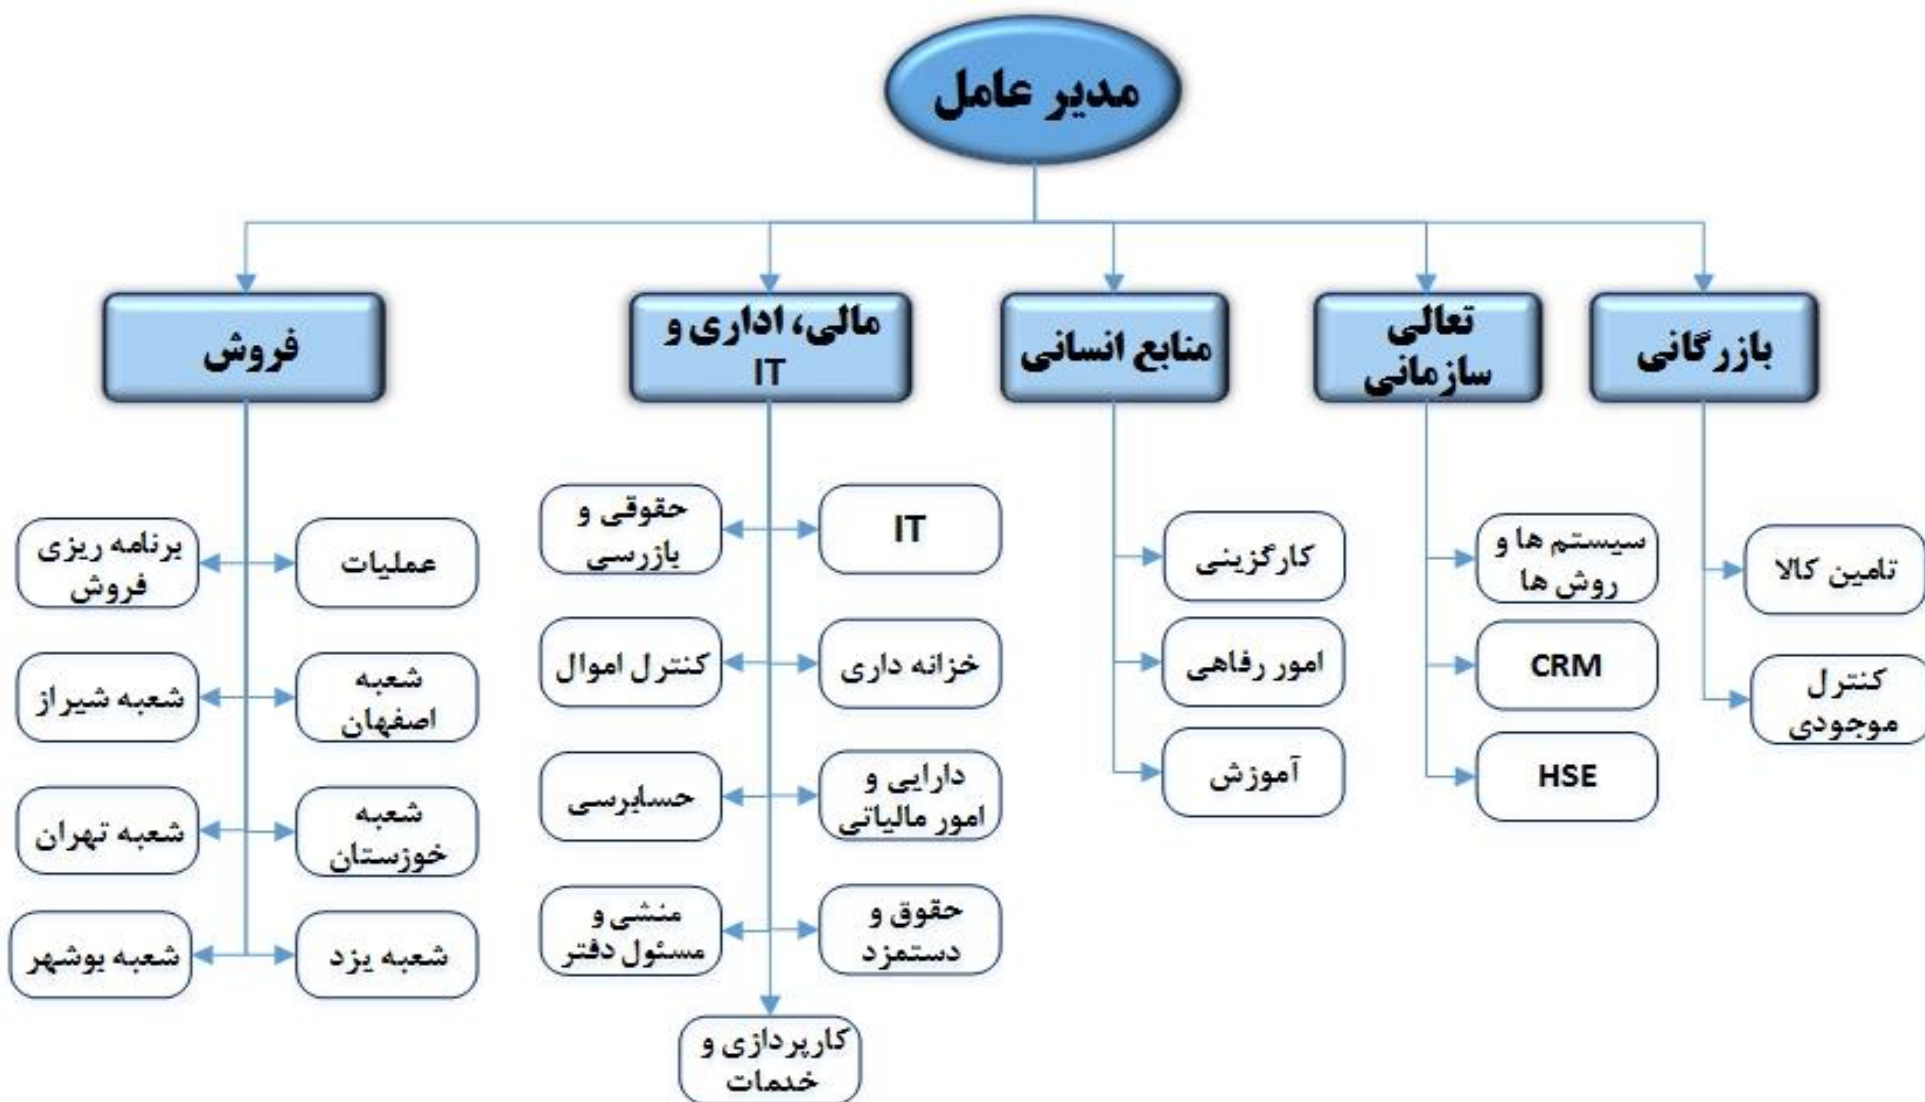 مدیر عامل
بازرگانی
تعالی
سازمانی
منابع انسانی
مالی، اداری و
IT
فروش
تامین کالا
کنترل
موجودی
سیستم ها و
روش ها
CRM
HSE
کارگزینی
امور رفاهی
آموزش
IT
حقوقی و
بازرسی
خزانه داری
کنترل اموال
دارایی و
امور مالیاتی
حسابرسی
حقوق و
دستمزد
منشی و
مسئول دفتر
کارپردازی و
خدمات
عملیات
برنامه ریزی
فروش
شعبه
اصفهان
شعبه شیراز
شعبه
خوزستان
شعبه تهران
شعبه یزد
شعبه بوشهر